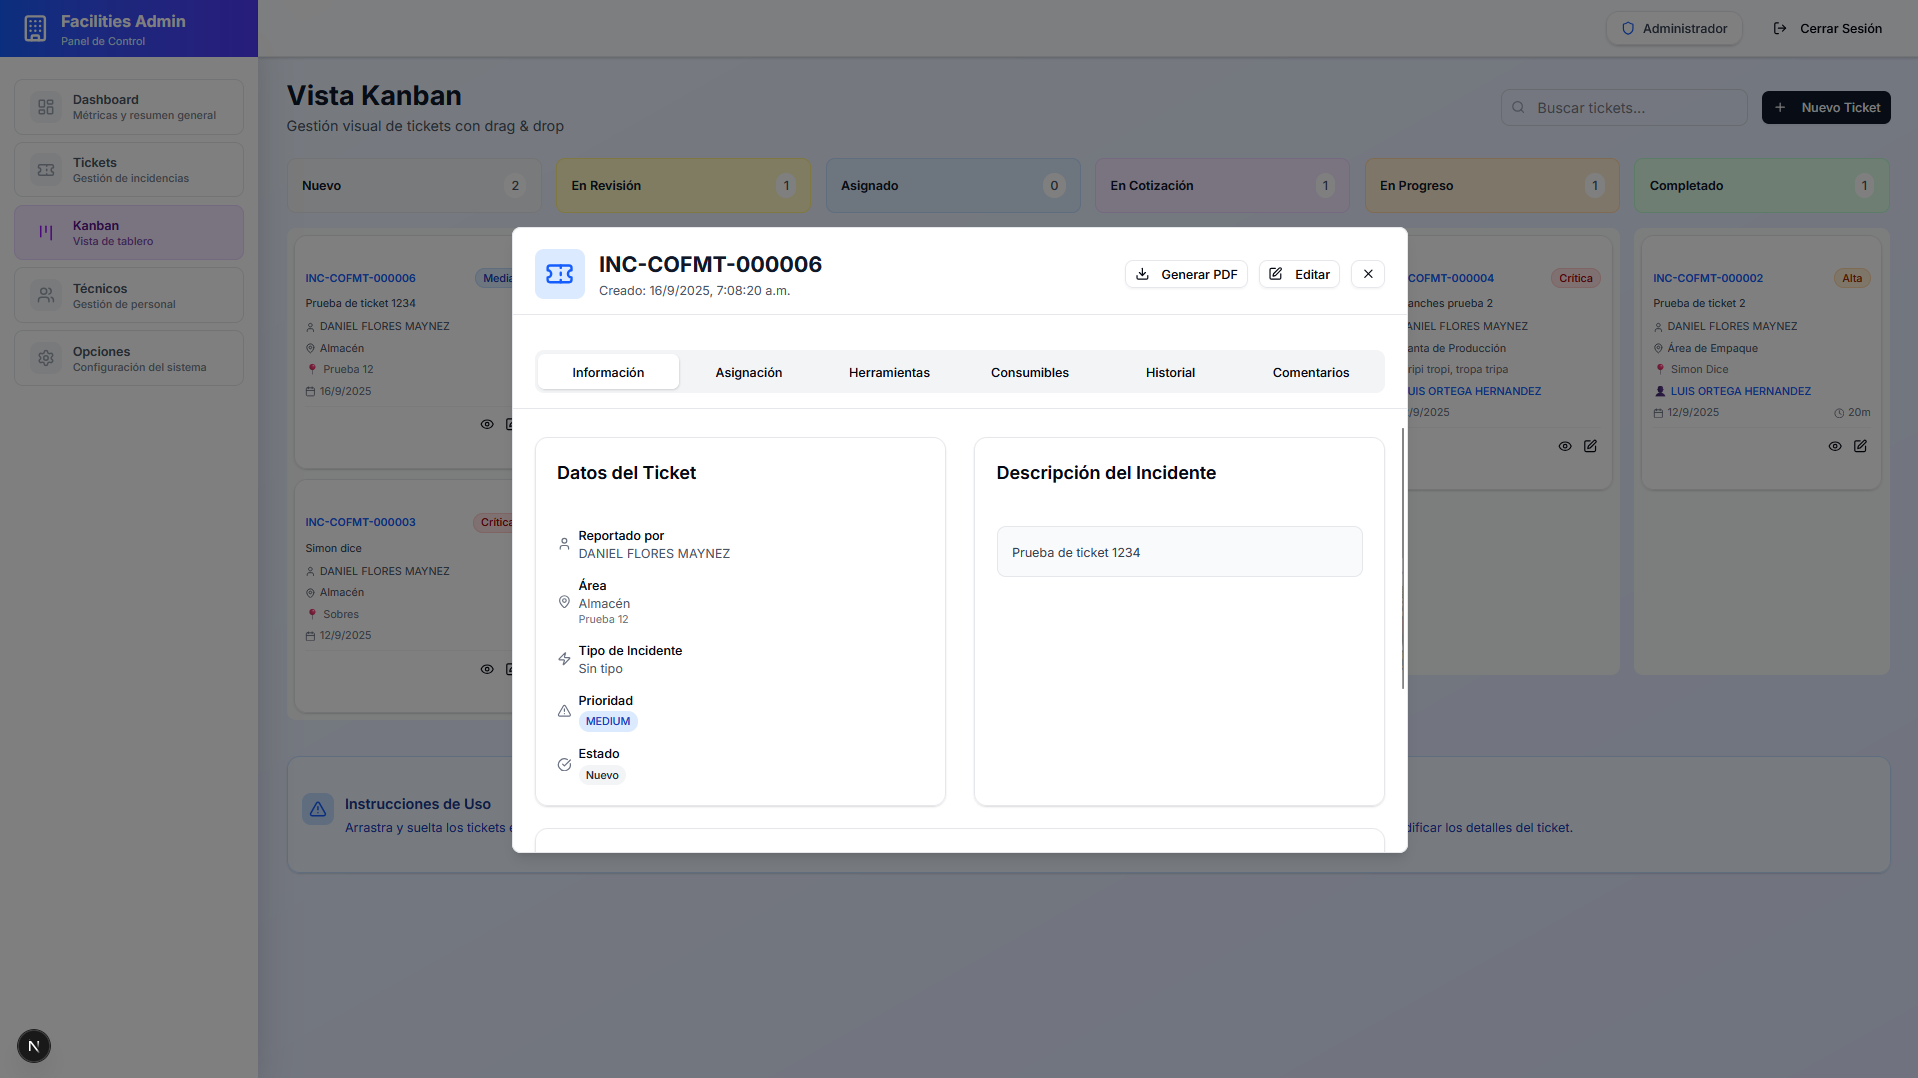 Facilities Admin
Panel de Control
Administrador
Cerrar Sesión
Dashboard
Métricas y resumen general
Tickets
Gestión de incidencias
Kanban
Vista de tablero
Técnicos
Gestión de personal
Opciones
Configuración del sistema
N
Vista Kanban
Gestión visual de tickets con drag & drop
Buscar tickets...
Nuevo Ticket
Nuevo 2
En Revisión 1
Asignado 0
En Cotización 1
En Progreso 1
Completado 1
INC-COFMT-000006 Media
Prueba de ticket 1234
DANIEL FLORES MAYNEZ
Almacén
Prueba 12
16/9/2025
INC-COFMT-000003 Crítica
Simon dice
DANIEL FLORES MAYNEZ
Almacén
Sobres
12/9/2025
COFMT-000004 Crítica
anches prueba 2
ANIEL FLORES MAYNEZ
anta de Producción
ripi tropi, tropa tripa
UIS ORTEGA HERNANDEZ
/9/2025
INC-COFMT-000002 Alta
Prueba de ticket 2
DANIEL FLORES MAYNEZ
Área de Empaque
Simon Dice
LUIS ORTEGA HERNANDEZ
12/9/2025 20m
Instrucciones de Uso
Arrastra y suelta los tickets
dificar los detalles del ticket.
INC-COFMT-000006
Creado: 16/9/2025, 7:08:20 a.m.
Generar PDF
Editar
Información
Asignación
Herramientas
Consumibles
Historial
Comentarios
Datos del Ticket
Reportado por
DANIEL FLORES MAYNEZ
Área
Almacén
Prueba 12
Tipo de Incidente
Sin tipo
Prioridad
MEDIUM
Estado
Nuevo
Descripción del Incidente
Prueba de ticket 1234